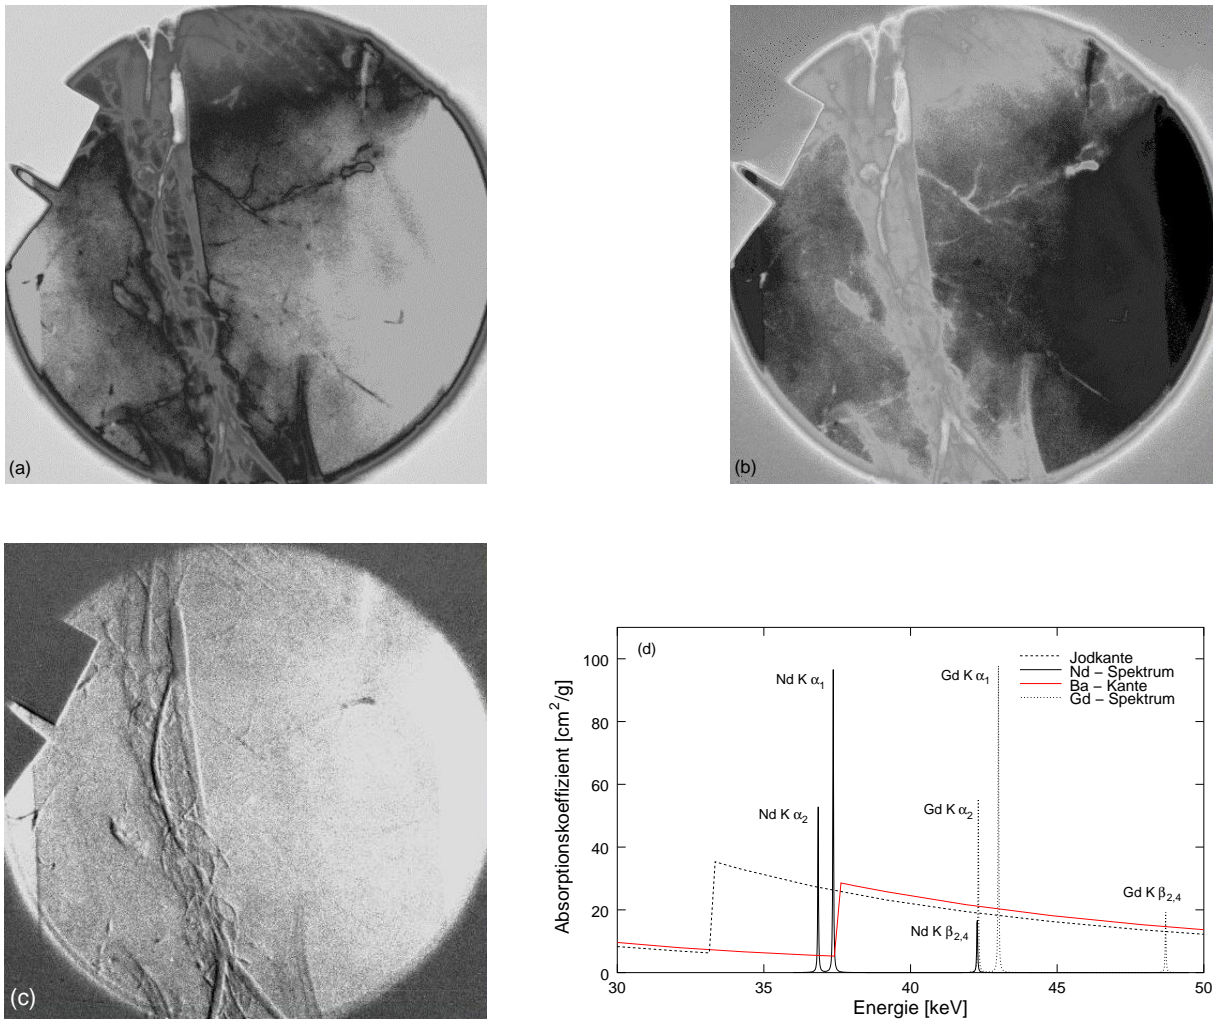 (a)
(b)
(c)
(d)
Jodkante
Nd – Spektrum
Ba – Kante
Gd – Spektrum
Nd K α1
Gd K α1
Nd K α2
Gd K α2
Gd K β2,4
Nd K β2,4
Absorptionskoeffizient [cm2/g]
100
80
60
40
20
0
30
35
40
45
50
Energie [keV]